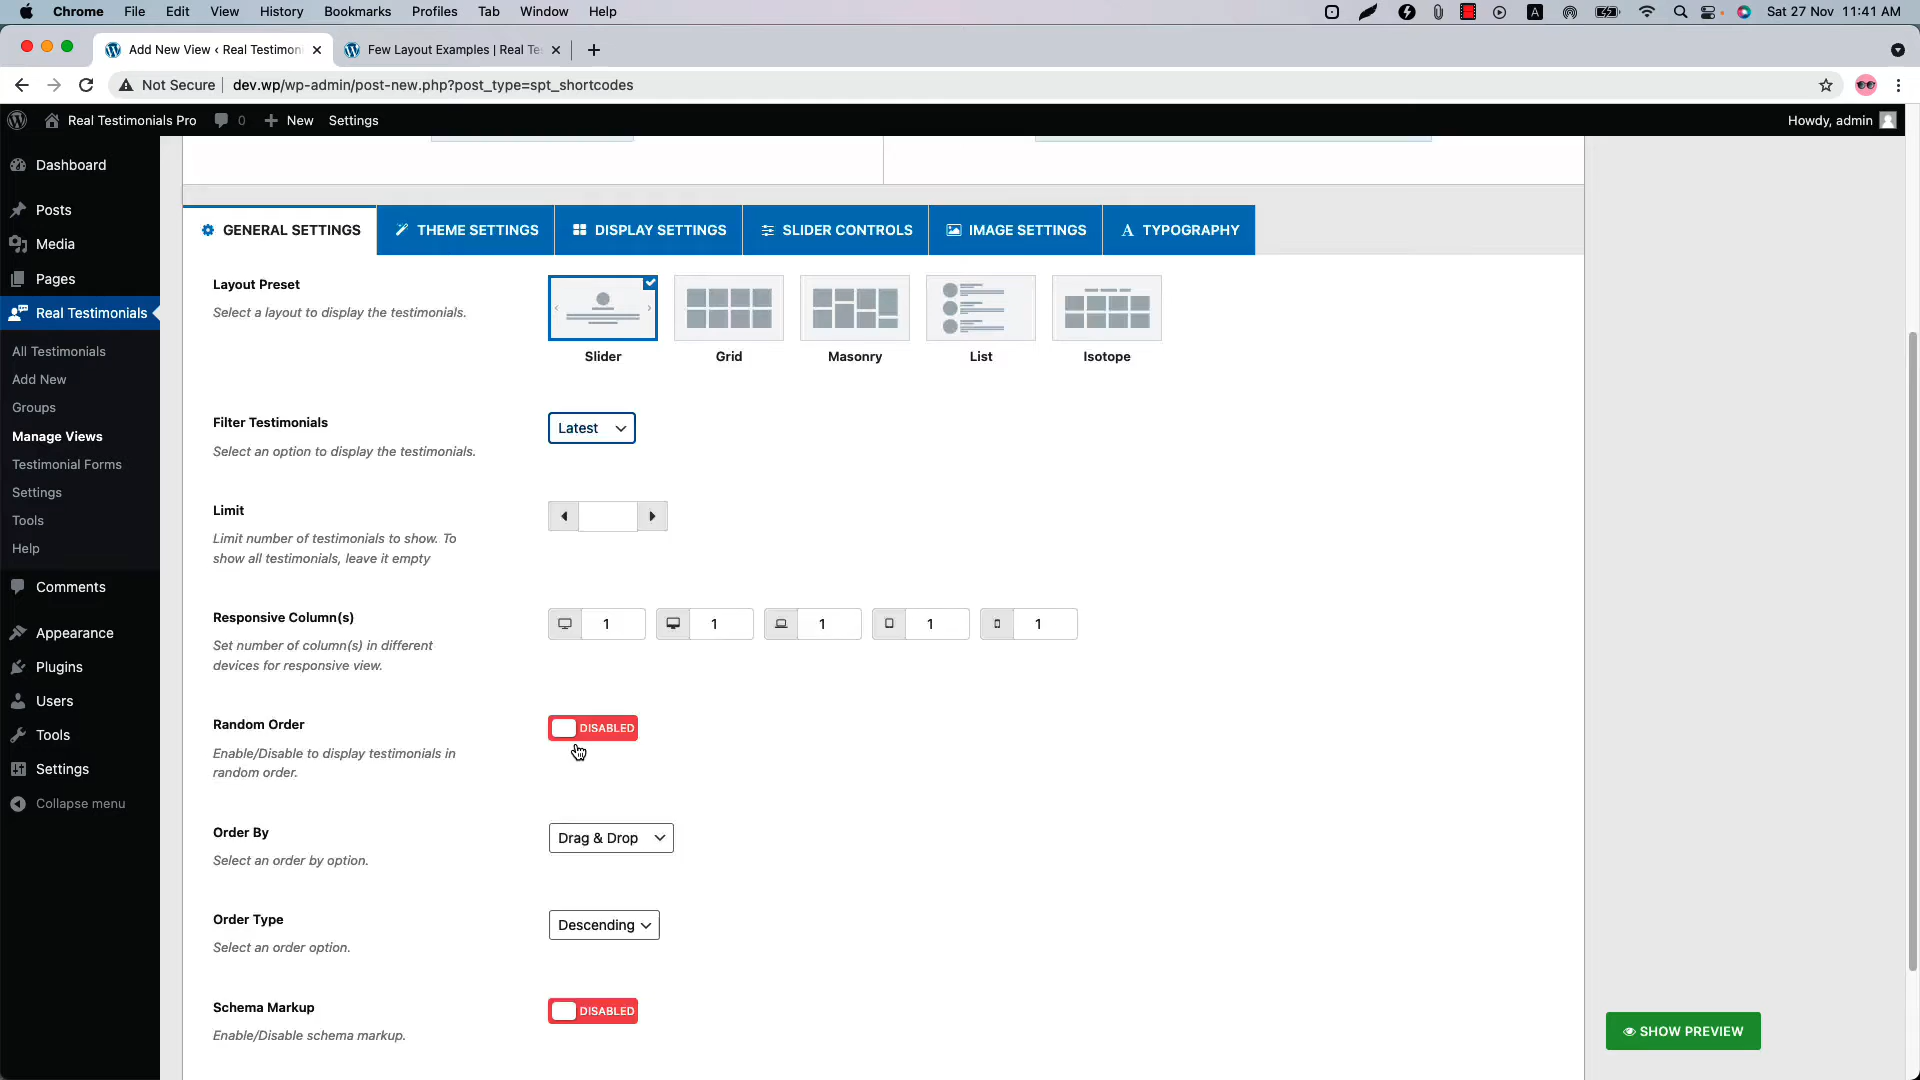 Chrome File Edit View History Bookmarks Profiles Tab Window Help A Sat 27 Nov 11:41 AM
Add New View ‹ Real Testimoni Few Layout Examples | Real Te
Not Secure dev.wp/wp-admin/post-new.php?post_type=spt_shortcodes
Real Testimonials Pro 0 New Settings Howdy, admin
Dashboard
Posts
Media
Pages
Real Testimonials
All Testimonials
Add New
Groups
Manage Views
Testimonial Forms
Settings
Tools
Help
Comments
Appearance
Plugins
Users
Tools
Settings
Collapse menu
GENERAL SETTINGS THEME SETTINGS DISPLAY SETTINGS SLIDER CONTROLS IMAGE SETTINGS A TYPOGRAPHY
Layout Preset
Select a layout to display the testimonials.
Slider Grid Masonry List Isotope
Filter Testimonials
Select an option to display the testimonials.
Latest
Limit
Limit number of testimonials to show. To
show all testimonials, leave it empty
Responsive Column(s)
Set number of column(s) in different
devices for responsive view.
1 1 1 1 1
Random Order
Enable/Disable to display testimonials in
random order.
DISABLED
Order By
Select an order by option.
Drag & Drop
Order Type
Select an order option.
Descending
Schema Markup
Enable/Disable schema markup.
DISABLED
SHOW PREVIEW